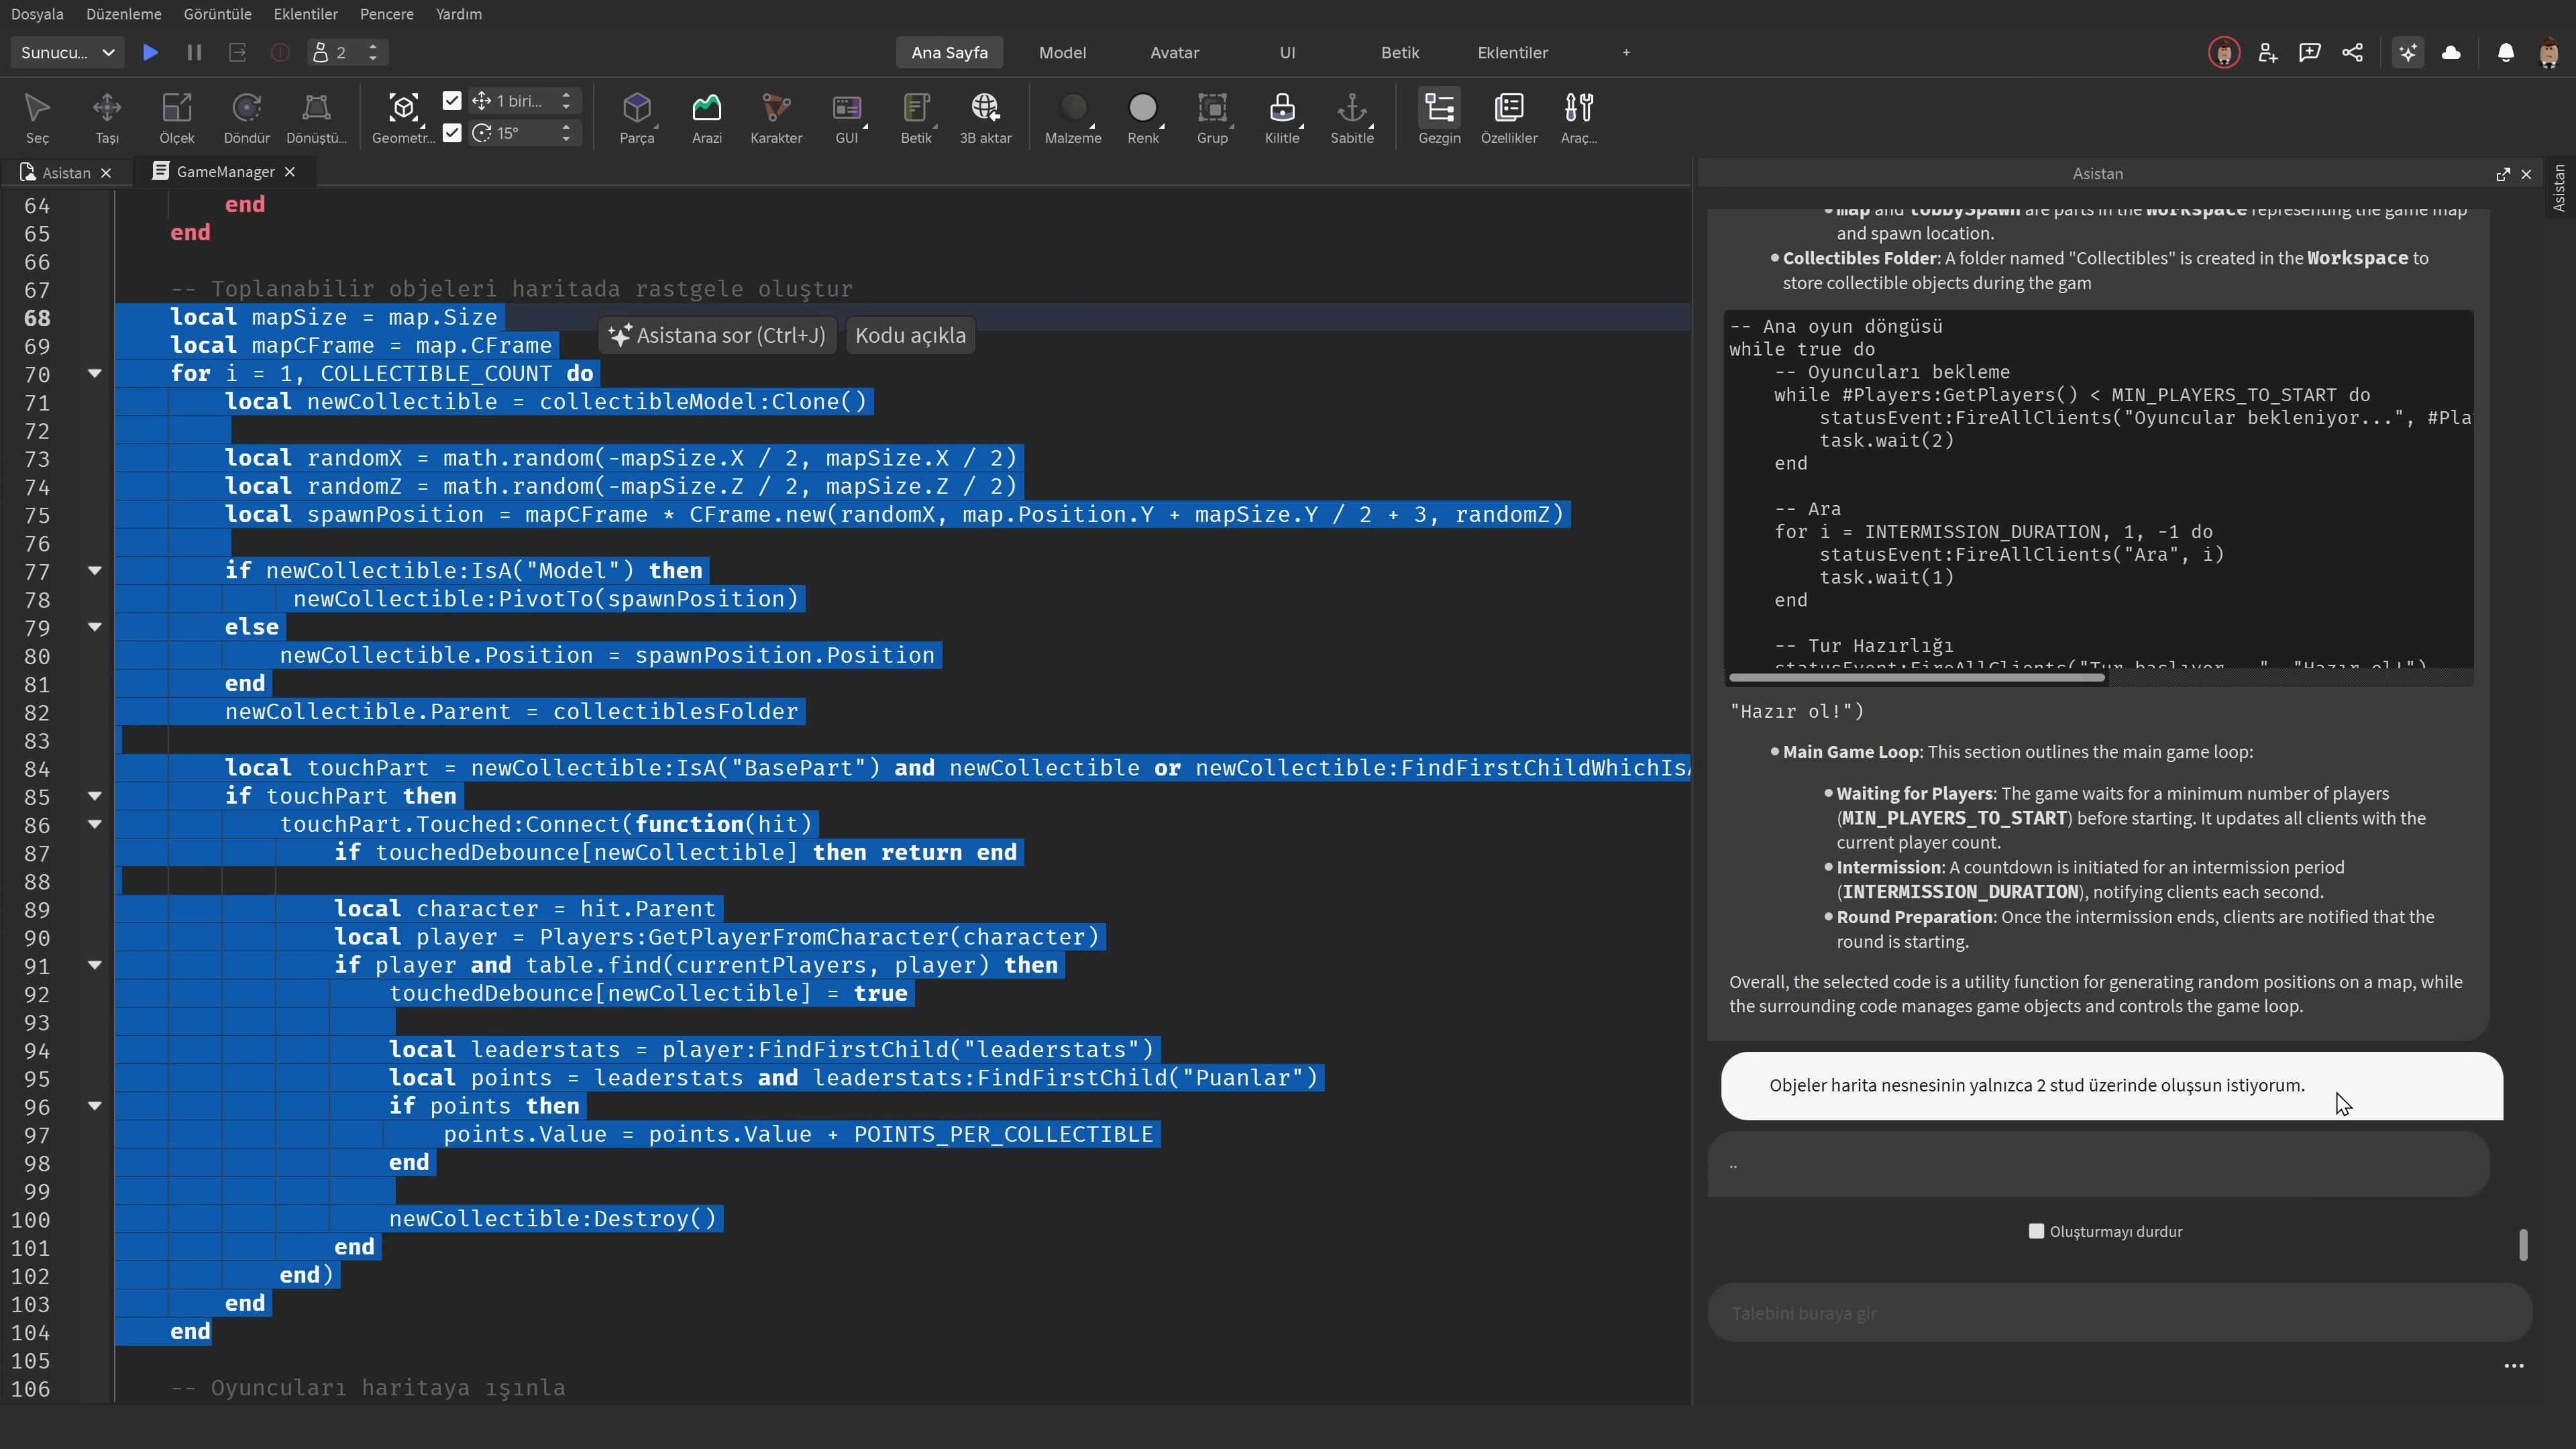 Dosyala Düzenleme Görüntüle Eklentiler Pencere Yardım
Sunucu... 2 Ana Sayfa Model Avatar UI Betik Eklentiler +
1 biri...
15°
Seç Taşı Ölçek Döndür Dönüştü... Geometr... Parça Arazi Karakter GUI Betik 3B aktar Malzeme Renk Grup Kilitle Sabitle Gezgin Özellikler Araç...
Asistan GameManager
64 end
65 end
66
67 -- Toplanabilir objeleri haritada rastgele oluştur
68 local mapSize = map.Size
Asistana sor (Ctrl+J) Kodu açıkla
69 local mapCFrame = map.CFrame
70 for i = 1, COLLECTIBLE_COUNT do
71 local newCollectible = collectibleModel:Clone()
72
73 local randomX = math.random(-mapSize.X / 2, mapSize.X / 2)
74 local randomZ = math.random(-mapSize.Z / 2, mapSize.Z / 2)
75 local spawnPosition = mapCFrame * CFrame.new(randomX, map.Position.Y + mapSize.Y / 2 + 3, randomZ)
76
77 if newCollectible:IsA("Model") then
78 newCollectible:PivotTo(spawnPosition)
79 else
80 newCollectible.Position = spawnPosition.Position
81 end
82 newCollectible.Parent = collectiblesFolder
83
84 local touchPart = newCollectible:IsA("BasePart") and newCollectible or newCollectible:FindFirstChildWhichIsA
85 if touchPart then
86 touchPart.Touched:Connect(function(hit)
87 if touchedDebounce[newCollectible] then return end
88
89 local character = hit.Parent
90 local player = Players:GetPlayerFromCharacter(character)
91 if player and table.find(currentPlayers, player) then
92 touchedDebounce[newCollectible] = true
93
94 local leaderstats = player:FindFirstChild("leaderstats")
95 local points = leaderstats and leaderstats:FindFirstChild("Puanlar")
96 if points then
97 points.Value = points.Value + POINTS_PER_COLLECTIBLE
98 end
99
100 newCollectible:Destroy()
101 end
102 end)
103 end
104 end
105
106 -- Oyuncuları haritaya ışınla
Asistan
Asistan
map and lobbySpawn are parts in the Workspace representing the game map
and spawn location.
Collectibles Folder: A folder named "Collectibles" is created in the Workspace to
store collectible objects during the gam
-- Ana oyun döngüsü
while true do
-- Oyuncuları bekleme
while #Players:GetPlayers() < MIN_PLAYERS_TO_START do
statusEvent:FireAllClients("Oyuncular bekleniyor...", #Pla
task.wait(2)
end
-- Ara
for i = INTERMISSION_DURATION, 1, -1 do
statusEvent:FireAllClients("Ara", i)
task.wait(1)
end
-- Tur Hazırlığı
statusEvent:FireAllClients("Tur başlıyor...", "Hazır ol!")
"Hazır ol!")
Main Game Loop: This section outlines the main game loop:
Waiting for Players: The game waits for a minimum number of players
(MIN_PLAYERS_TO_START) before starting. It updates all clients with the
current player count.
Intermission: A countdown is initiated for an intermission period
(INTERMISSION_DURATION), notifying clients each second.
Round Preparation: Once the intermission ends, clients are notified that the
round is starting.
Overall, the selected code is a utility function for generating random positions on a map, while
the surrounding code manages game objects and controls the game loop.
Objeler harita nesnesinin yalnızca 2 stud üzerinde oluşsun istiyorum.
..
Oluşturmayı durdur
Talebini buraya gir